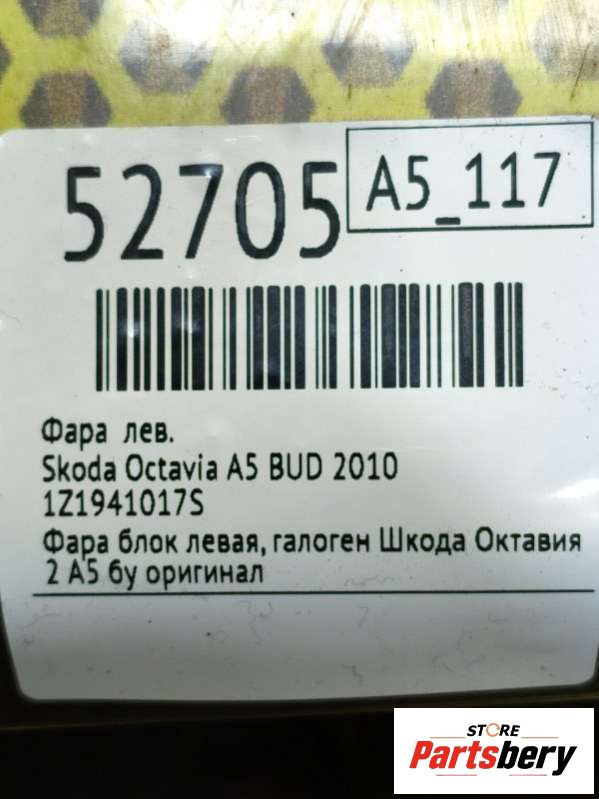 52705
A5_117
Фара лев.
Skoda Octavia A5 BUD 2010
1Z1941017S
Фара блок левая, галоген Шкода Октавия
2 А5 бу оригинал
STORE
Partsbery